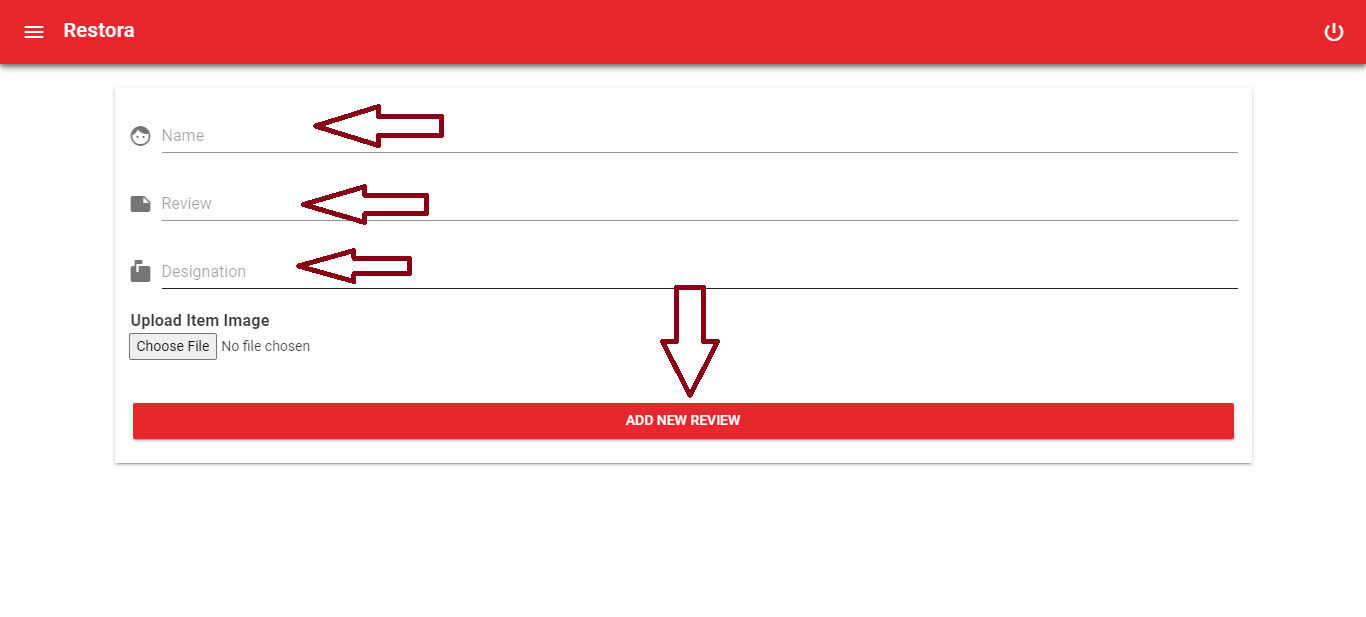 Restora
Name
Review
Designation
Upload Item Image
Choose File No file chosen
ADD NEW REVIEW